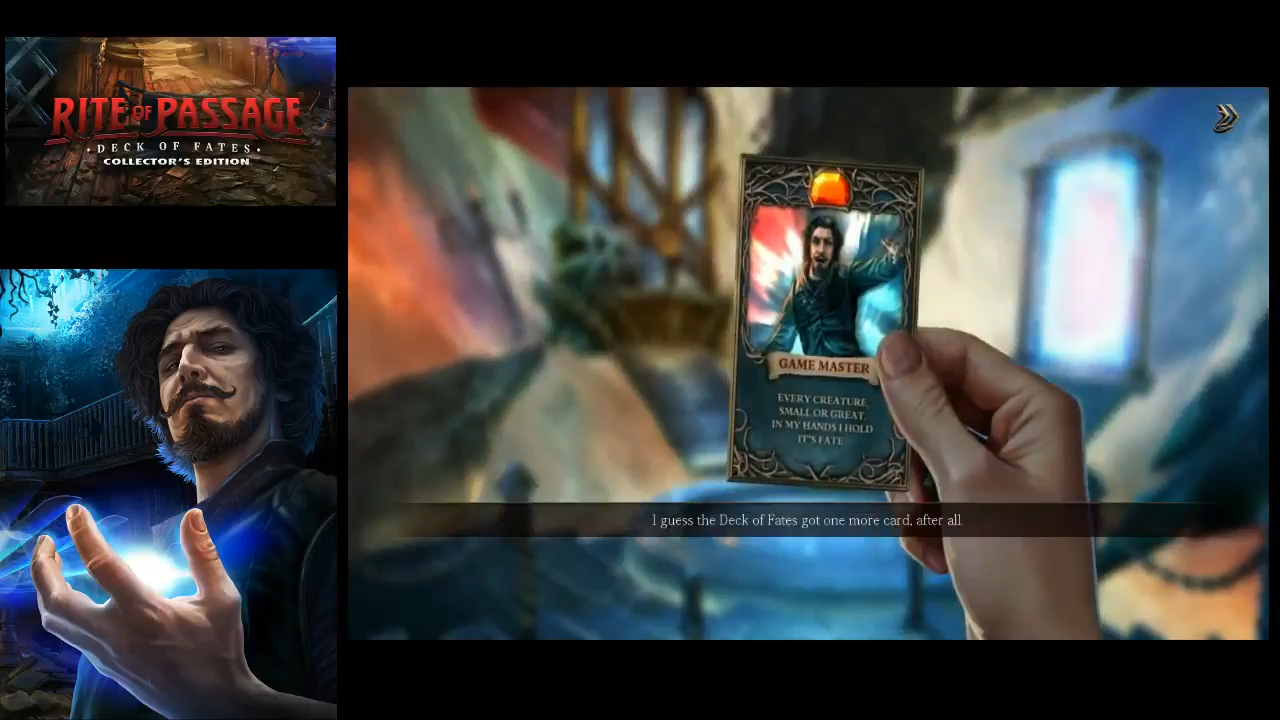 RITE OF PASSAGE
• DECK OF FATES •
COLLECTOR'S EDITION
GAME MASTER
EVERY CREATURE,
SMALL OR GREAT,
IN MY HANDS I HOLD
IT'S FATE
I guess the Deck of Fates got one more card, after all.